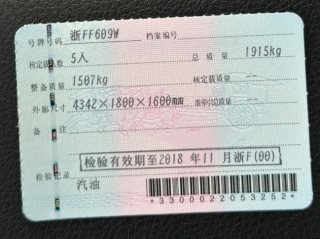 号牌号码 浙FF609W 档案编号
核定载人数 5人 总质量 1915kg
整备质量 1507kg 核定载质量 --
外廓尺寸 4342×1800×1600mm 准牵引总质量 --
备注
检验有效期至2018年11月浙F(00)
检验记录
汽油
*3300022053252*